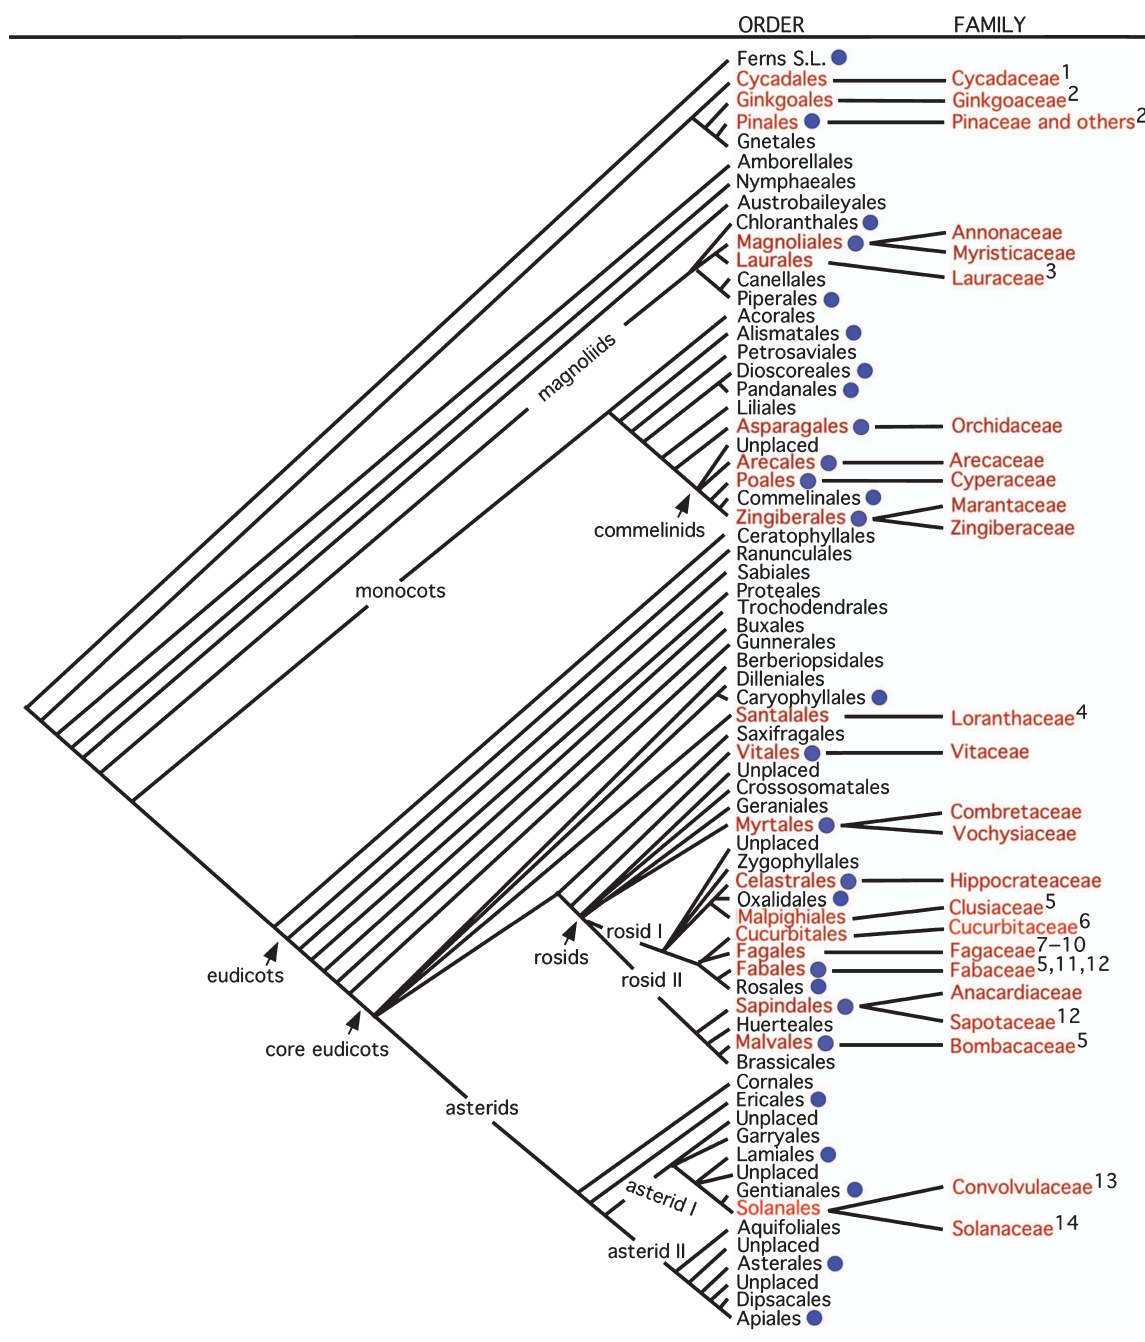 ORDER FAMILY
Ferns S.L.
Cycadales Cycadaceae1
Ginkgoales Ginkgoaceae2
Pinales Pinaceae and others2
Gnetales
Amborellales
Nymphaeales
Austrobaileyales
Chloranthales
Magnoliales Annonaceae
Myristicaceae
Laurales Lauraceae3
Canellales
Piperales
Acorales
Alismatales
magnoliids
Petrosaviales
Dioscoreales
Pandanales
Liliales
Asparagales Orchidaceae
Unplaced
Arecales Arecaceae
Poales Cyperaceae
Commelinales
Zingiberales Marantaceae
Zingiberaceae
commelinids
Ceratophyllales
Ranunculales
Sabiales
monocots
Proteales
Trochodendrales
Buxales
Gunnerales
Berberiopsidales
Dilleniales
Caryophyllales
Santalales Loranthaceae4
Saxifragales
Vitales Vitaceae
Unplaced
Crossosomatales
Geraniales
Myrtales Combretaceae
Vochysiaceae
Unplaced
Zygophyllales
Celastrales Hippocrateaceae
Oxalidales
Malpighiales Clusiaceae5
Cucurbitales Cucurbitaceae6
rosid I
Fagales Fagaceae7–10
rosids
Fabales Fabaceae5,11,12
eudicots
rosid II
Rosales
Sapindales Anacardiaceae
Sapotaceae12
Huerteales
Malvales Bombacaceae5
core eudicots
Brassicales
Cornales
Ericales
asterids
Unplaced
Garryales
Lamiales
Unplaced
Gentianales
asterid I
Solanales Convolvulaceae13
Solanaceae14
Aquifoliales
Unplaced
asterid II
Asterales
Unplaced
Dipsacales
Apiales